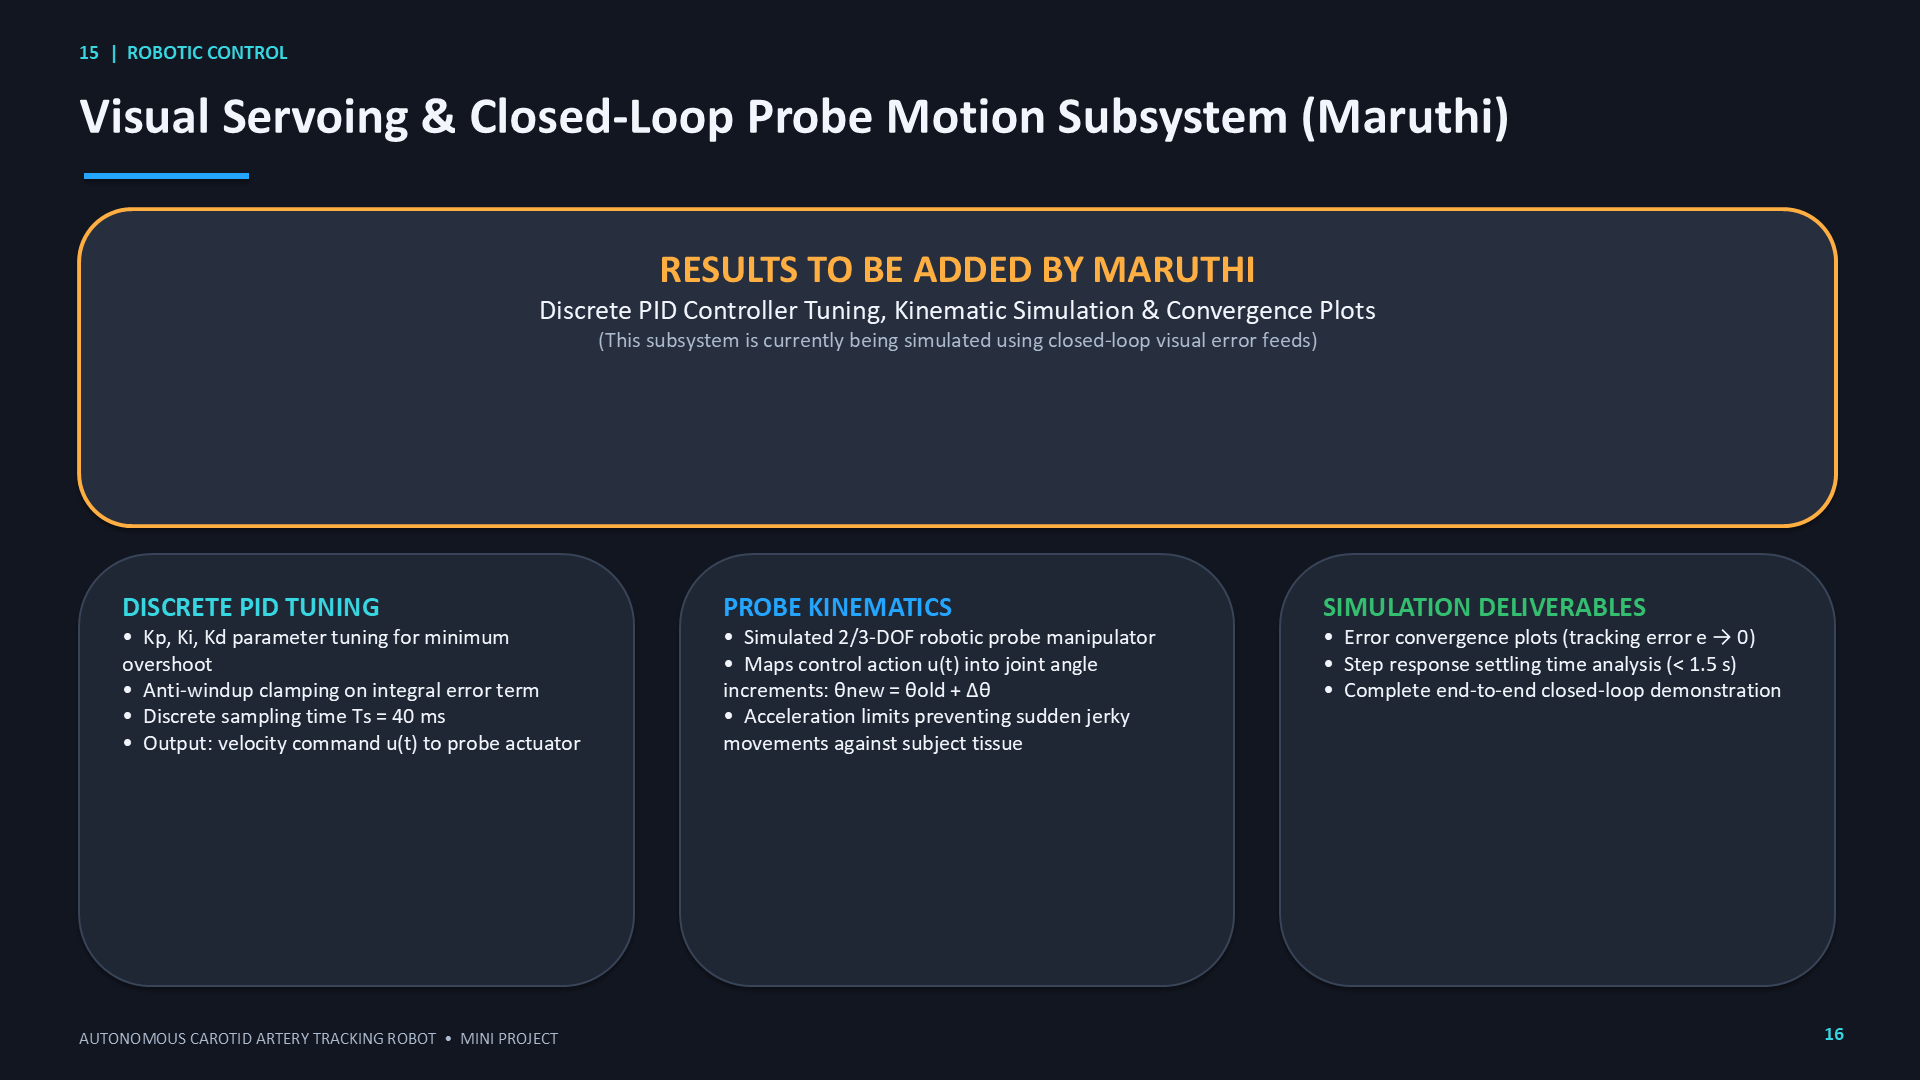 15 | ROBOTIC CONTROL
Visual Servoing & Closed-Loop Probe Motion Subsystem (Maruthi)
RESULTS TO BE ADDED BY MARUTHI
Discrete PID Controller Tuning, Kinematic Simulation & Convergence Plots
(This subsystem is currently being simulated using closed-loop visual error feeds)
DISCRETE PID TUNING
• Kp, Ki, Kd parameter tuning for minimum
overshoot
• Anti-windup clamping on integral error term
• Discrete sampling time Ts = 40 ms
• Output: velocity command u(t) to probe actuator
PROBE KINEMATICS
• Simulated 2/3-DOF robotic probe manipulator
• Maps control action u(t) into joint angle
increments: θnew = θold + Δθ
• Acceleration limits preventing sudden jerky
movements against subject tissue
SIMULATION DELIVERABLES
• Error convergence plots (tracking error e → 0)
• Step response settling time analysis (< 1.5 s)
• Complete end-to-end closed-loop demonstration
AUTONOMOUS CAROTID ARTERY TRACKING ROBOT • MINI PROJECT
16